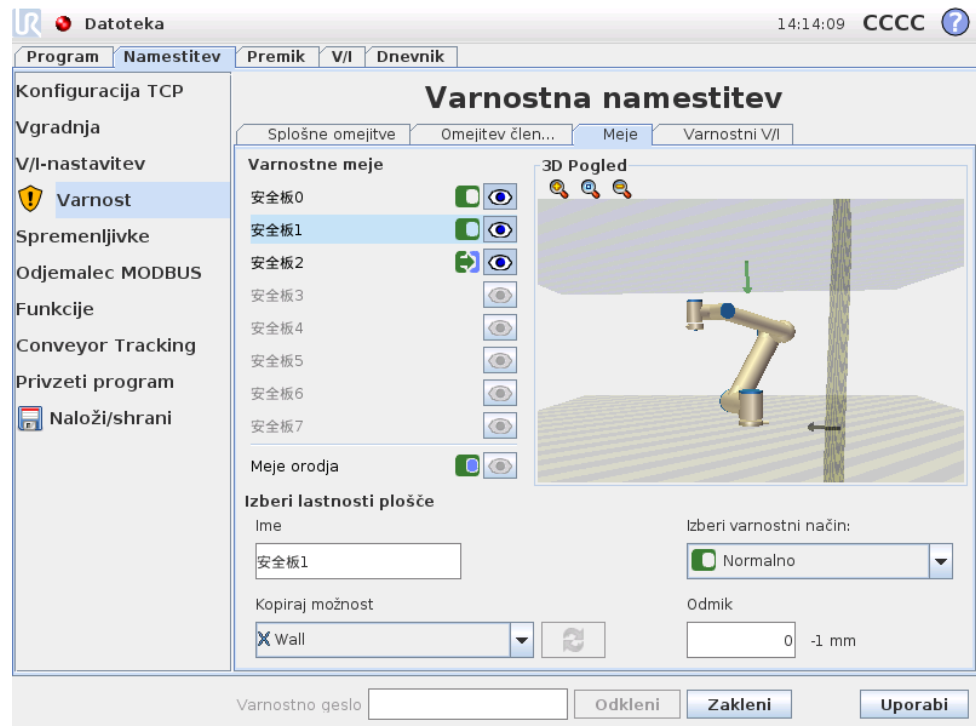 UR Datoteka 14:14:09 CCCC ?
Program Namestitev Premik V/I Dnevnik
Konfiguracija TCP
Vgradnja
V/I-nastavitev
Varnost
Spremenljivke
Odjemalec MODBUS
Funkcije
Conveyor Tracking
Privzeti program
Naloži/shrani
Varnostna namestitev
Splošne omejitve Omejitev člen... Meje Varnostni V/I
Varnostne meje
安全板0
安全板1
安全板2
安全板3
安全板4
安全板5
安全板6
安全板7
Meje orodja
3D Pogled
Izberi lastnosti plošče
Ime
安全板1
Izberi varnostni način:
Normalno
Kopiraj možnost
Wall
Odmik
0 -1 mm
Varnostno geslo Odkleni Zakleni Uporabi